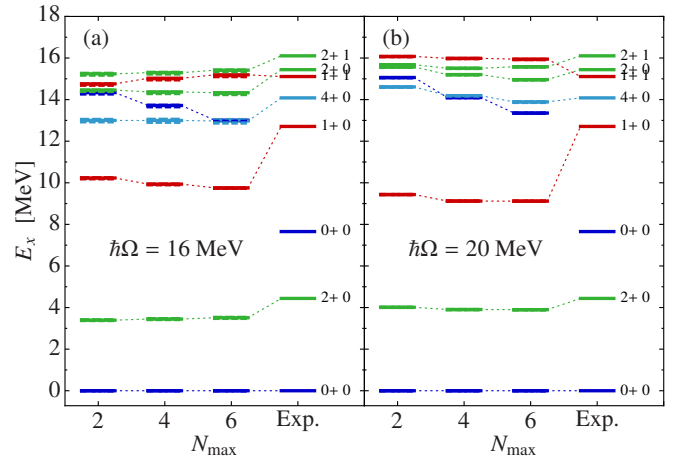 18
16
14
12
10
8
6
4
2
0
E_x [MeV]
(a)
ℏΩ = 16 MeV
2+ 1
2+ 0
1+ 1
4+ 0
1+ 0
0+ 0
2+ 0
0+ 0
2 4 6 Exp.
N_max
(b)
ℏΩ = 20 MeV
2+ 1
2+ 0
1+ 1
4+ 0
1+ 0
0+ 0
2+ 0
0+ 0
2 4 6 Exp.
N_max